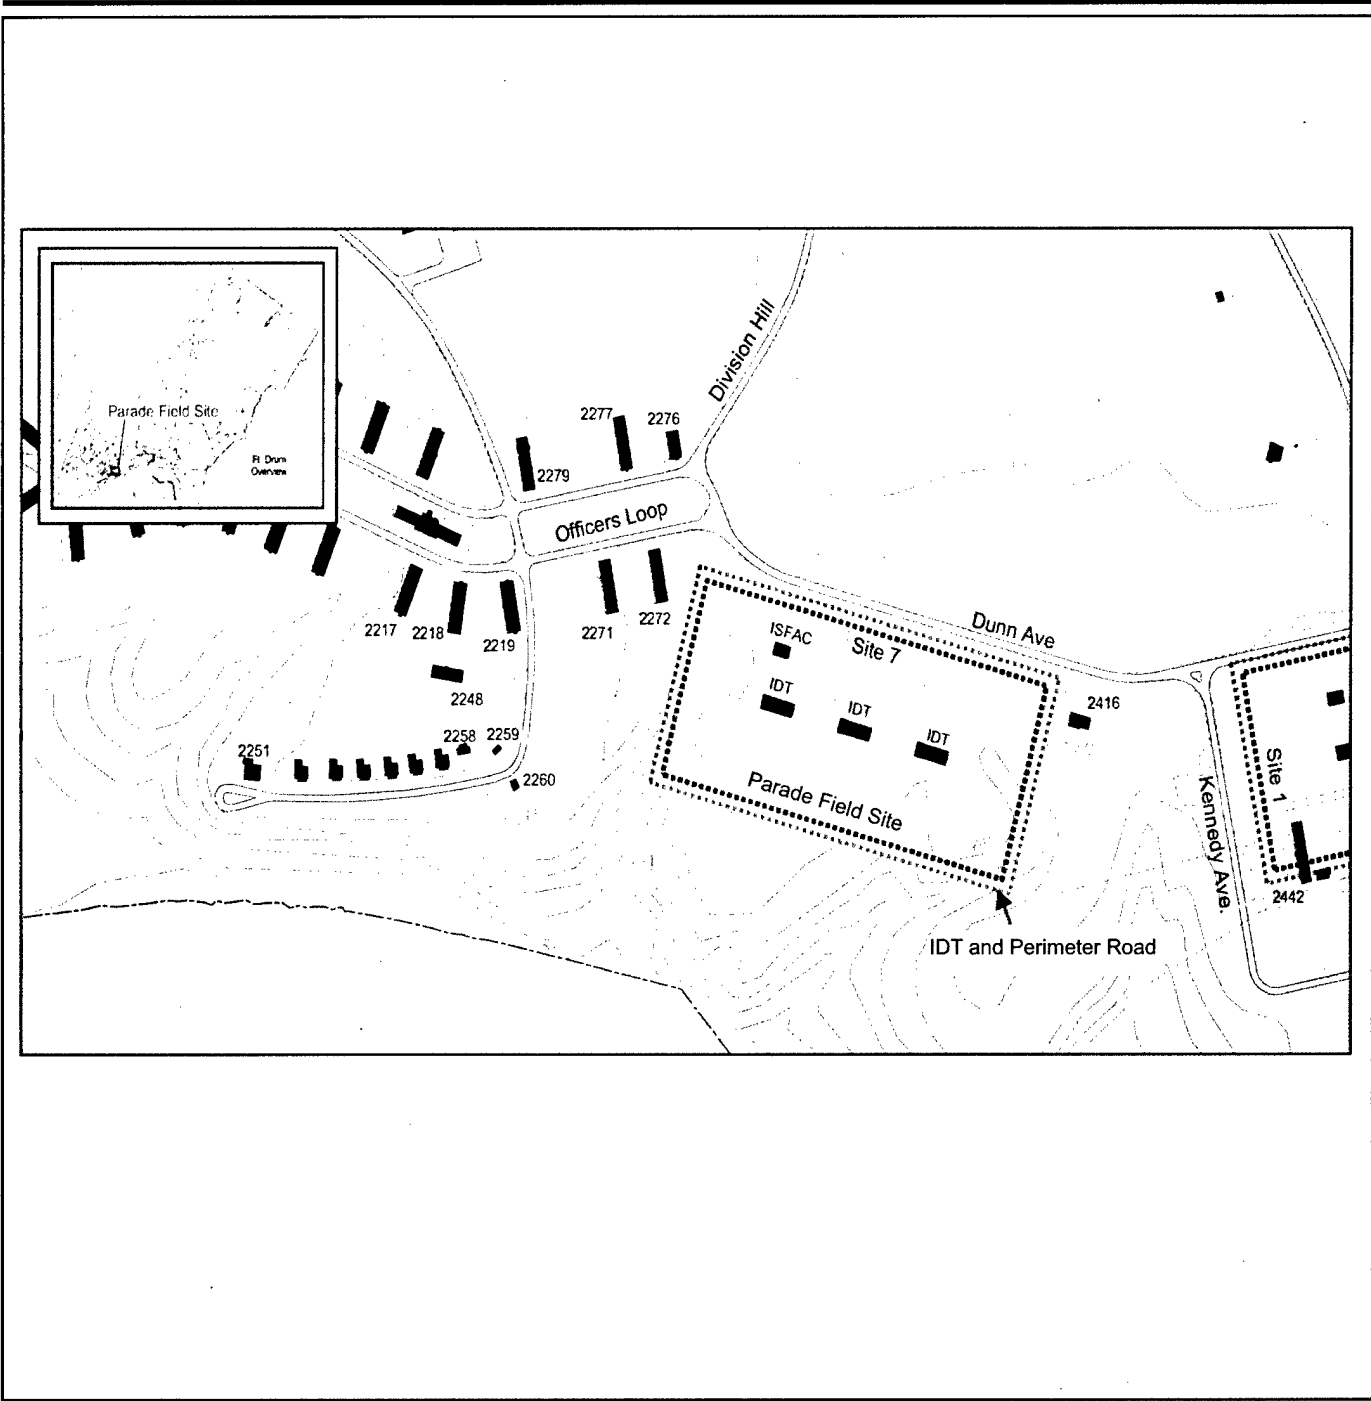 Parade Field Site
Ft. Drum
Overview
Division Hill
2277
2276
2279
Officers Loop
2217
2218
2219
2271
2272
2248
2251
2258
2259
2260
ISFAC
Site 7
IDT
IDT
IDT
Parade Field Site
Dunn Ave
2416
Site 1
Kennedy Ave.
2442
IDT and Perimeter Road